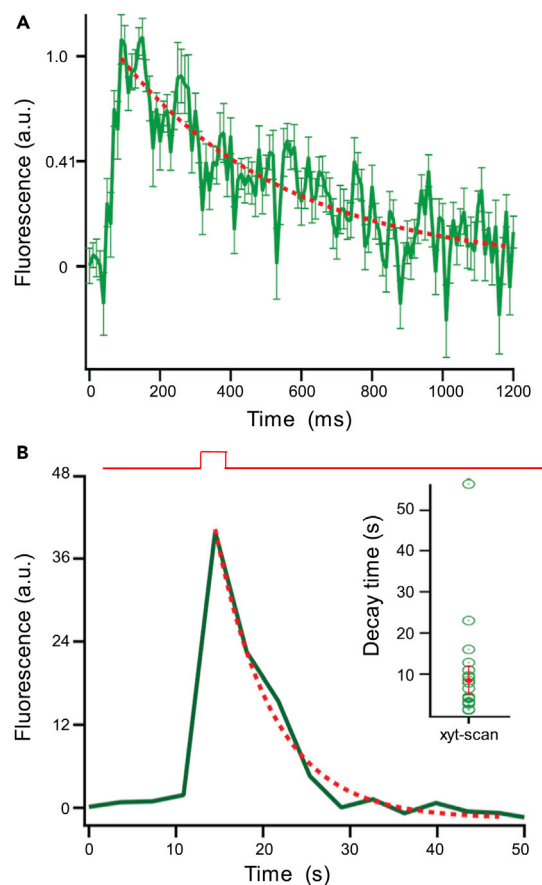 A
Fluorescence (a.u.)
1.0
0.41
0
0 200 400 600 800 1000 1200
Time (ms)
B
Fluorescence (a.u.)
48
36
24
12
0
0 10 20 30 40 50
Time (s)
Decay time (s)
50
40
30
20
10
xyt-scan